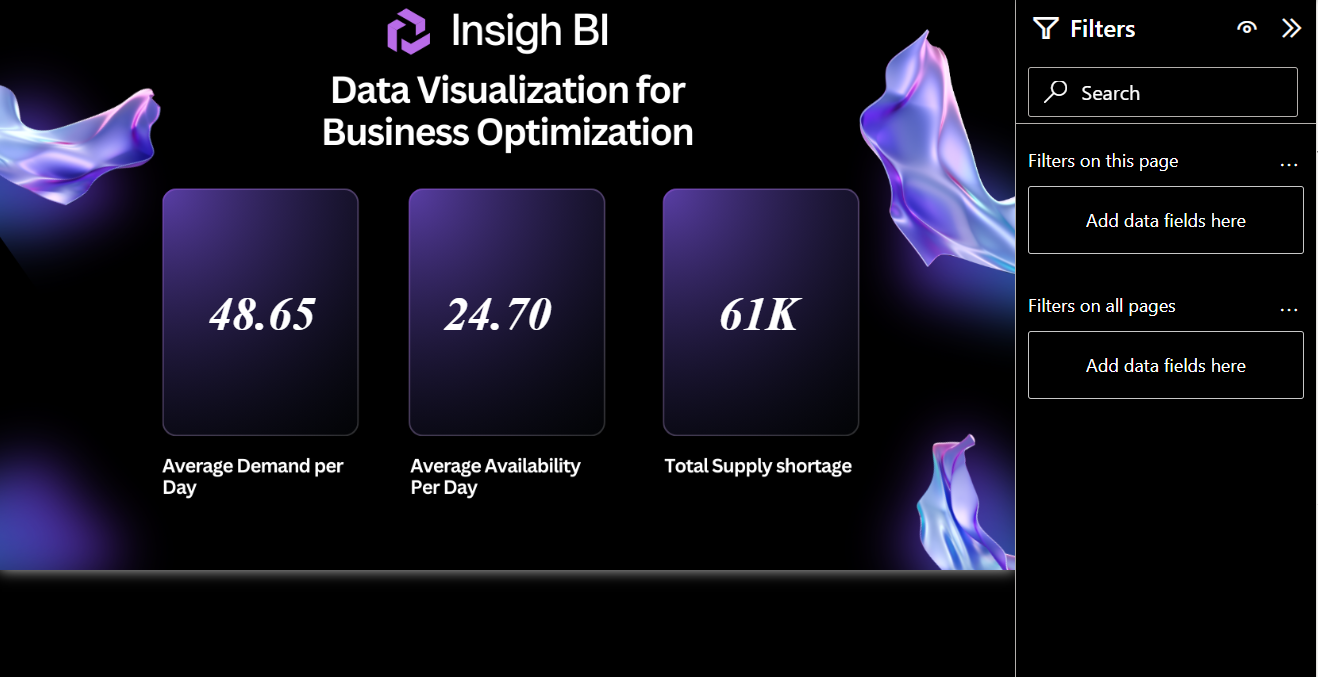 Insigh BI
Data Visualization for
Business Optimization
48.65
24.70
61K
Average Demand per
Day
Average Availability
Per Day
Total Supply shortage
Filters
Search
Filters on this page
...
Add data fields here
Filters on all pages
...
Add data fields here